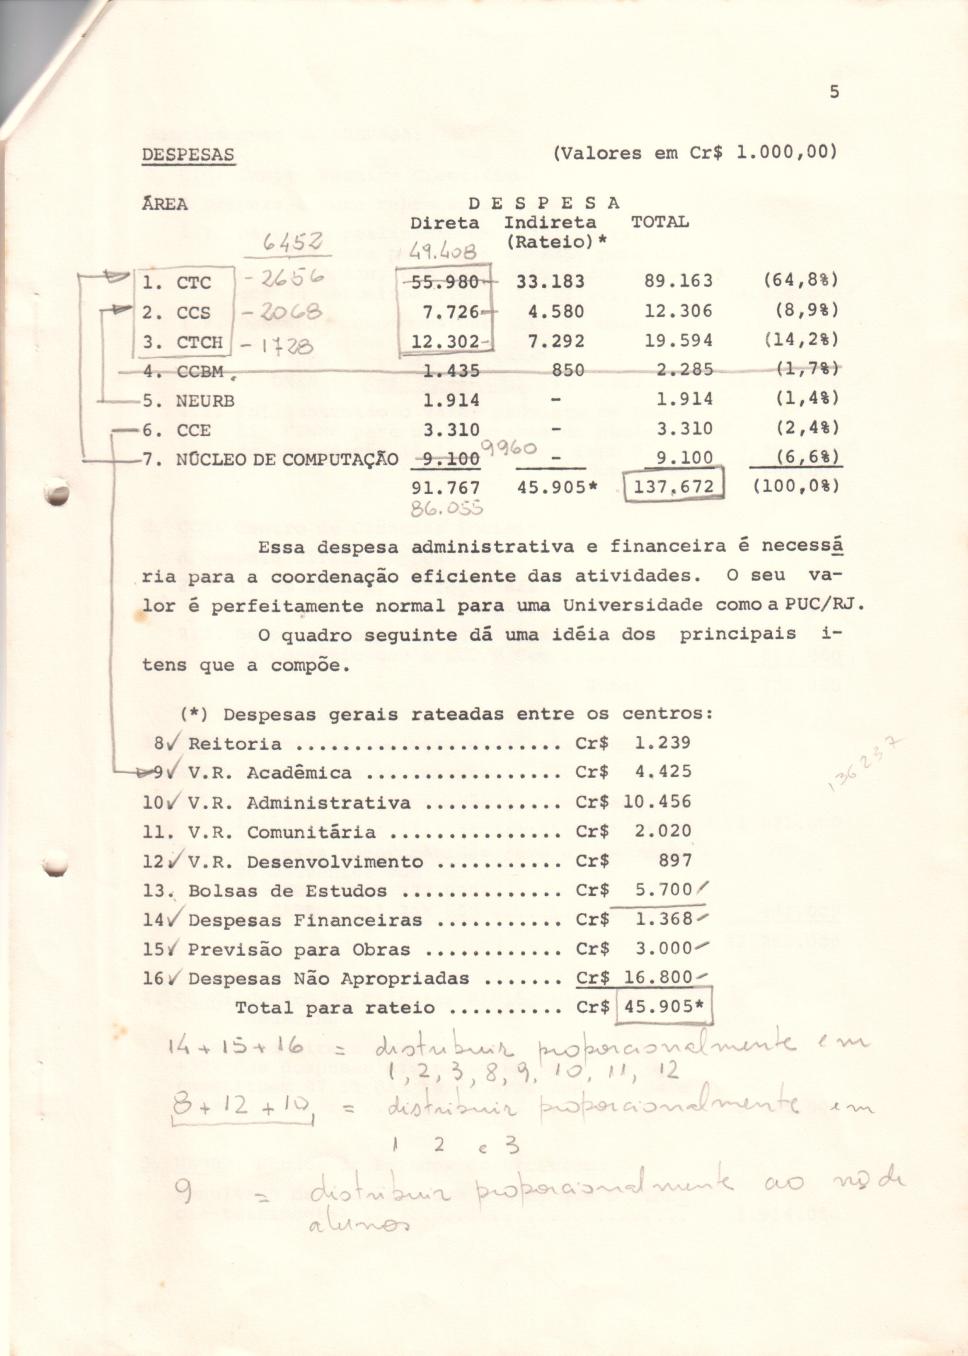 5
DESPESAS (Valores em Cr$ 1.000,00)
ÁREA D E S P E S A
Direta Indireta TOTAL
6452 49.408 (Rateio)*
1. CTC - 2656 55.980 33.183 89.163 (64,8%)
2. CCS - 2068 7.726 4.580 12.306 (8,9%)
3. CTCH - 1728 12.302 7.292 19.594 (14,2%)
4. CCBM 1.435 850 2.285 (1,7%)
5. NEURB 1.914 - 1.914 (1,4%)
6. CCE 3.310 - 3.310 (2,4%)
7. NÚCLEO DE COMPUTAÇÃO 9.100 9960 - 9.100 (6,6%)
91.767 45.905* 137.672 (100,0%)
86.055
Essa despesa administrativa e financeira é necessá
ria para a coordenação eficiente das atividades. O seu va-
lor é perfeitamente normal para uma Universidade como a PUC/RJ.
O quadro seguinte dá uma idéia dos principais i-
tens que a compõe.
(*) Despesas gerais rateadas entre os centros:
8✓ Reitoria ...................... Cr$ 1.239
9✓ V.R. Acadêmica ................. Cr$ 4.425
136237
10✓ V.R. Administrativa ............ Cr$ 10.456
11. V.R. Comunitária ............... Cr$ 2.020
12✓ V.R. Desenvolvimento ........... Cr$ 897
13. Bolsas de Estudos .............. Cr$ 5.700
14✓ Despesas Financeiras ........... Cr$ 1.368
15✓ Previsão para Obras ............ Cr$ 3.000
16✓ Despesas Não Apropriadas ....... Cr$ 16.800
Total para rateio .......... Cr$ 45.905*
14 + 15 + 16 = distribuir proporcionalmente em
1, 2, 3, 8, 9, 10, 11, 12
8 + 12 + 10 = distribuir proporcionalmente em
1 2 e 3
9 = distribuir proporcionalmente ao nº de
alunos